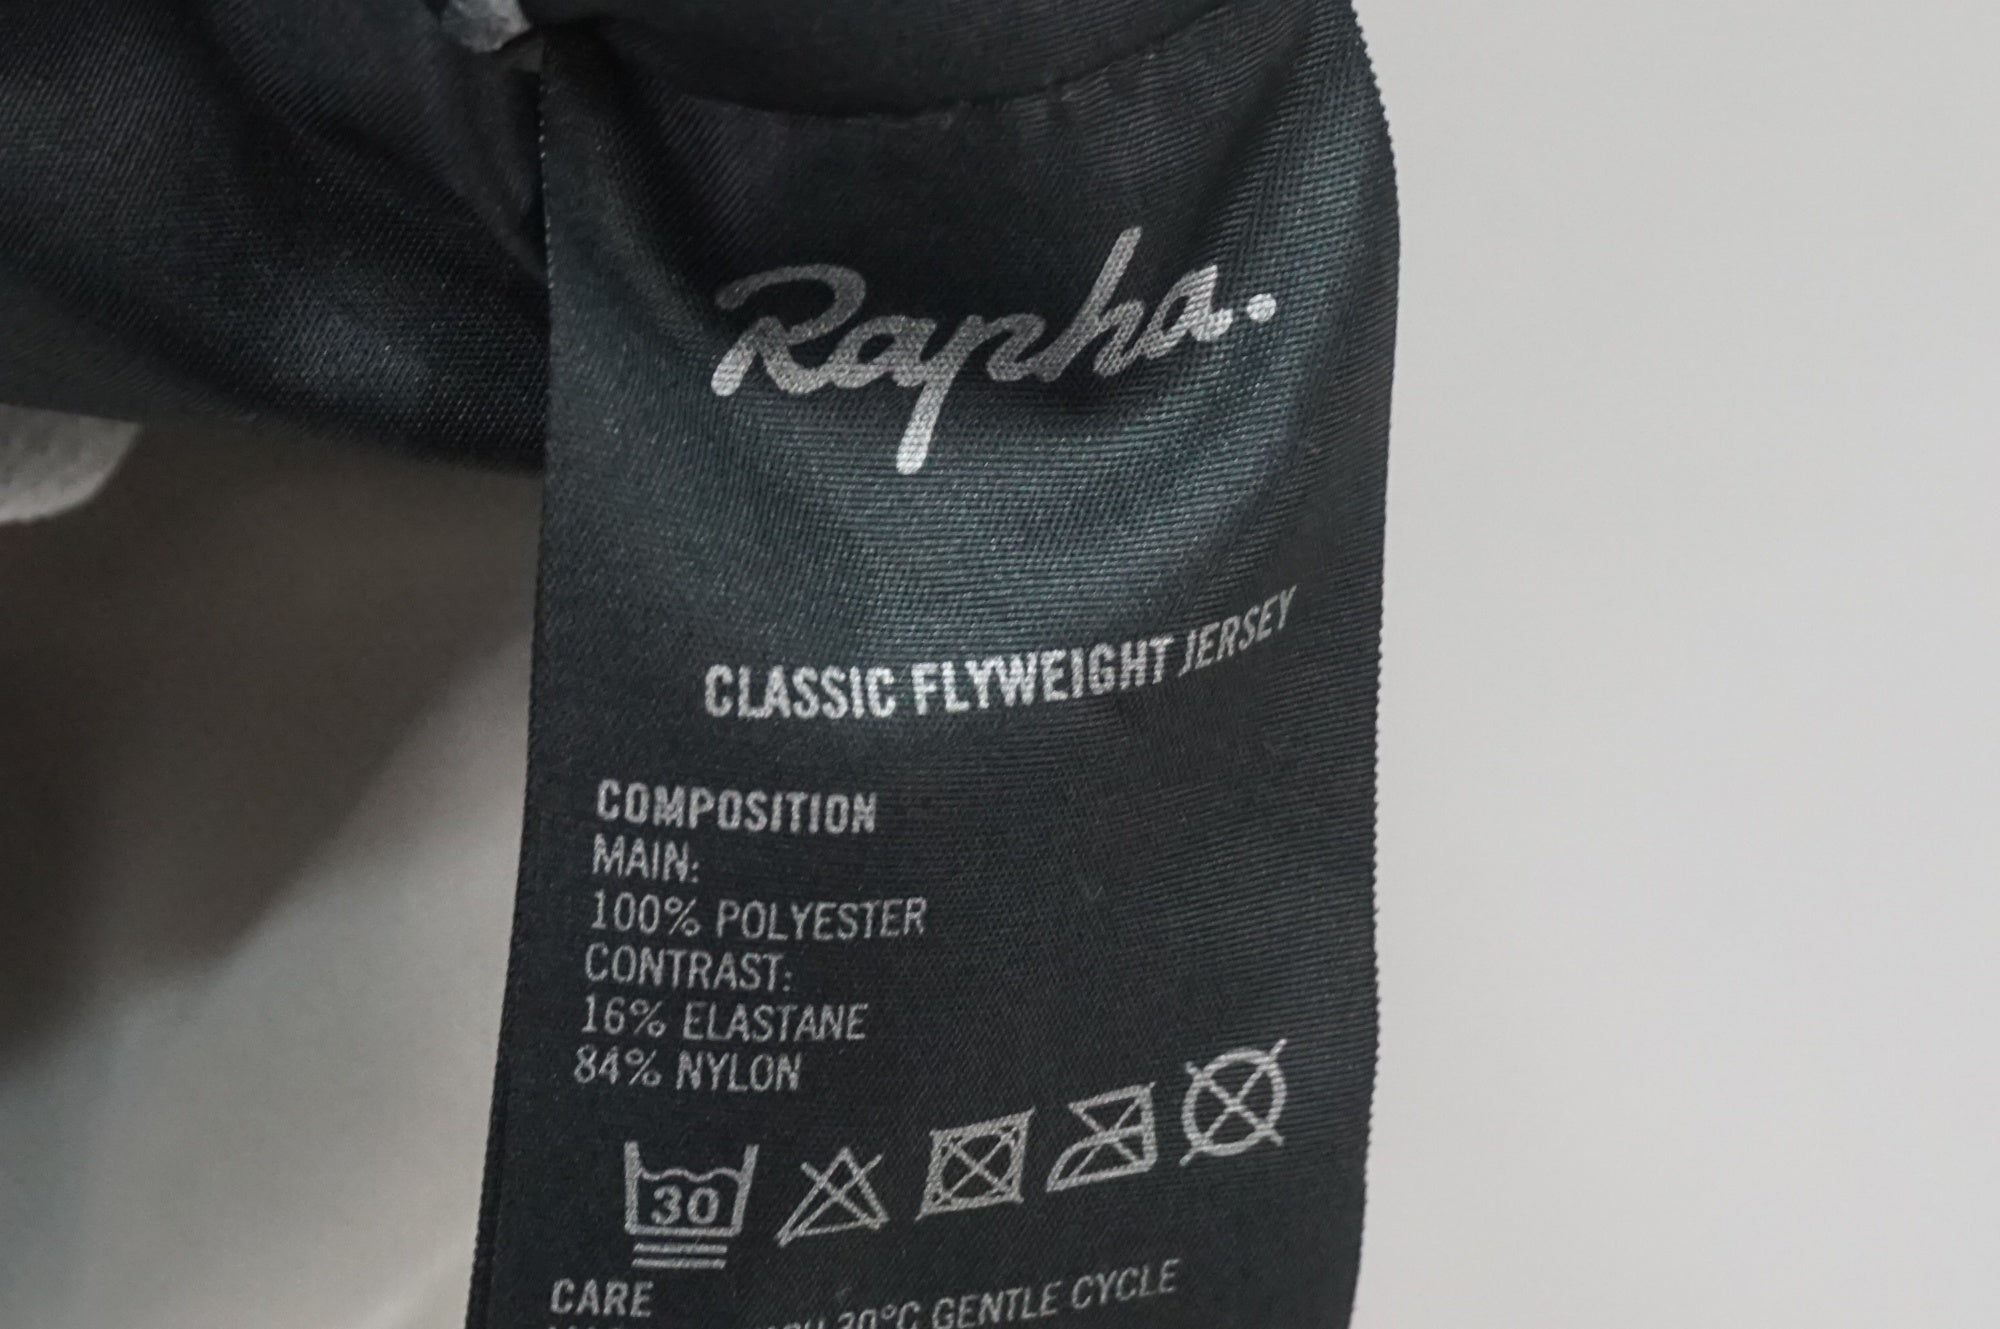 Rapha.
CLASSIC FLYWEIGHT JERSEY
COMPOSITION
MAIN:
100% POLYESTER
CONTRAST:
16% ELASTANE
84% NYLON
30
CARE
30°C GENTLE CYCLE